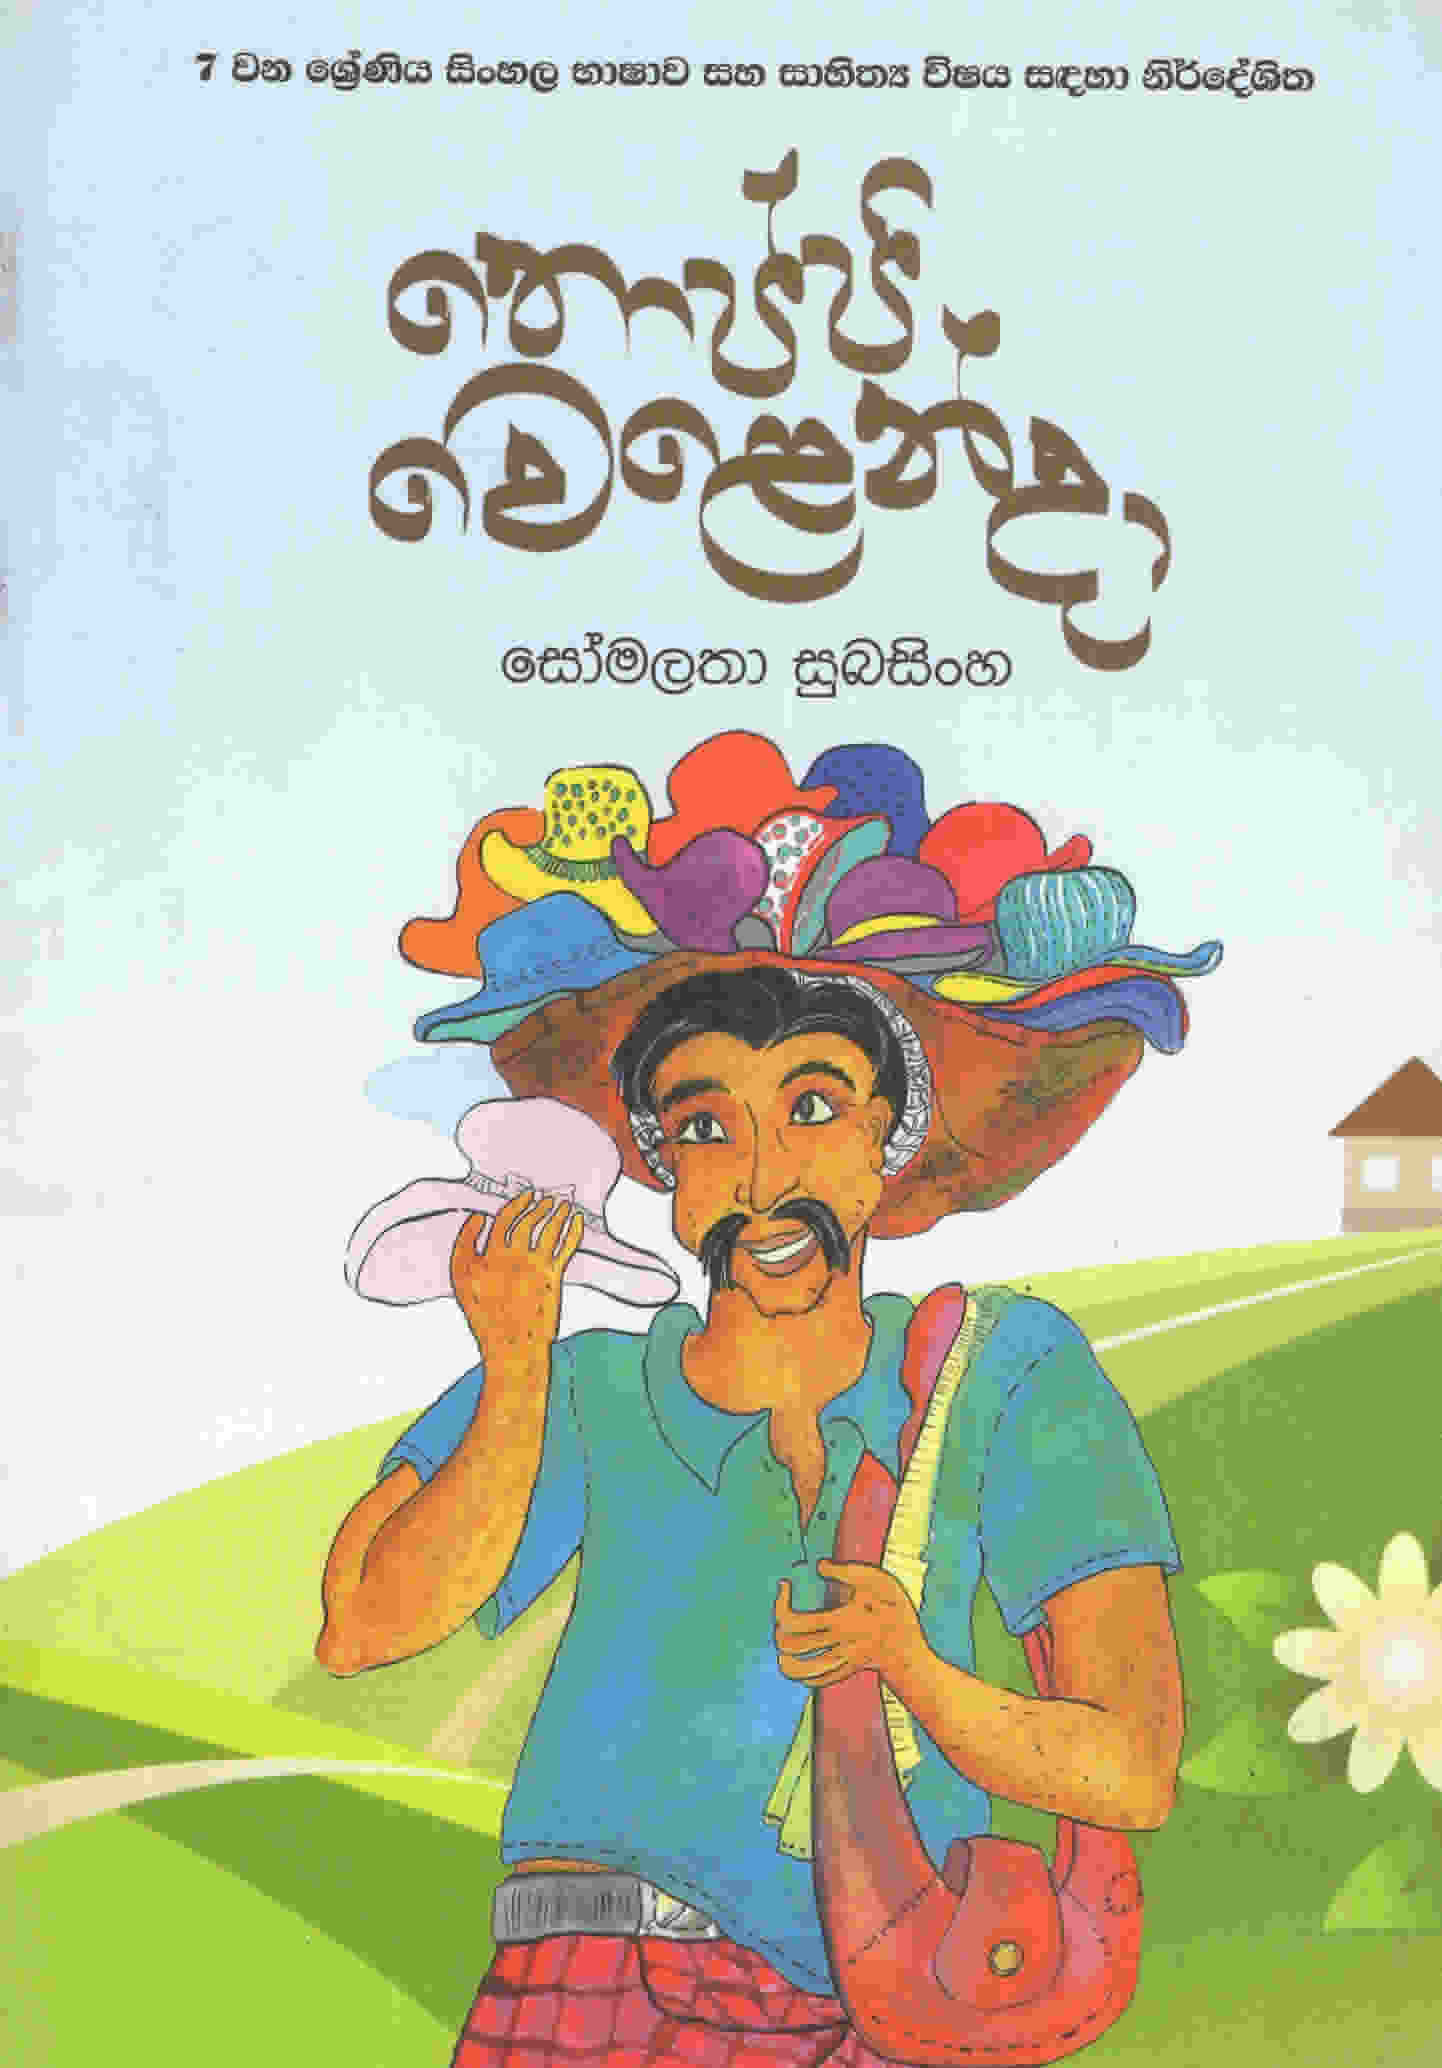 7 වන ශ්‍රේණිය සිංහල භාෂාව සහ සාහිත්‍ය විෂය සඳහා නිර්දේශිත
තොප්පි
වෙළෙන්දා
සෝමලතා සුබසිංහ